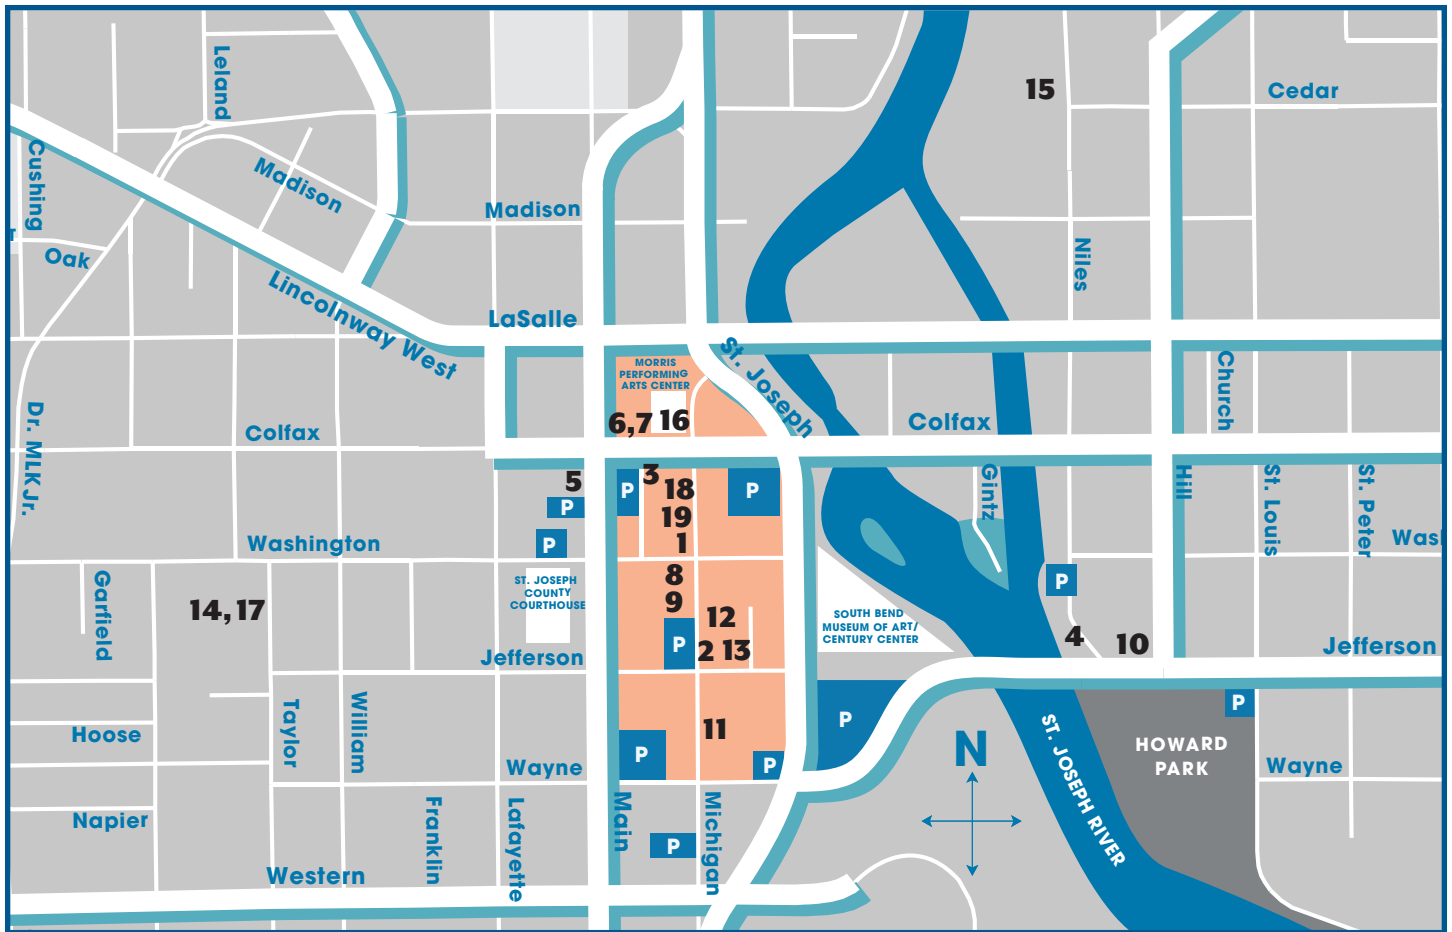 Leland
15
Cedar
Cushing
Madison
Madison
Oak
Niles
Lincolnway West
LaSalle
St. Joseph
MORRIS
PERFORMING
ARTS CENTER
Church
6,7
16
Dr. MLK Jr.
Colfax
Colfax
5
P
P
3
18
19
1
P
P
Gintz
Hill
St. Louis
St. Peter
Washington
Was
ST. JOSEPH
COUNTY
COURTHOUSE
8
9
P
Garfield
14,17
12
2 13
P
SOUTH BEND
MUSEUM OF ART/
CENTURY CENTER
4
10
Jefferson
Jefferson
Hoose
Taylor
William
11
P
P
ST. JOSEPH RIVER
P
HOWARD
PARK
N
Wayne
P
P
Wayne
Napier
Franklin
Lafayette
Main
Michigan
Western